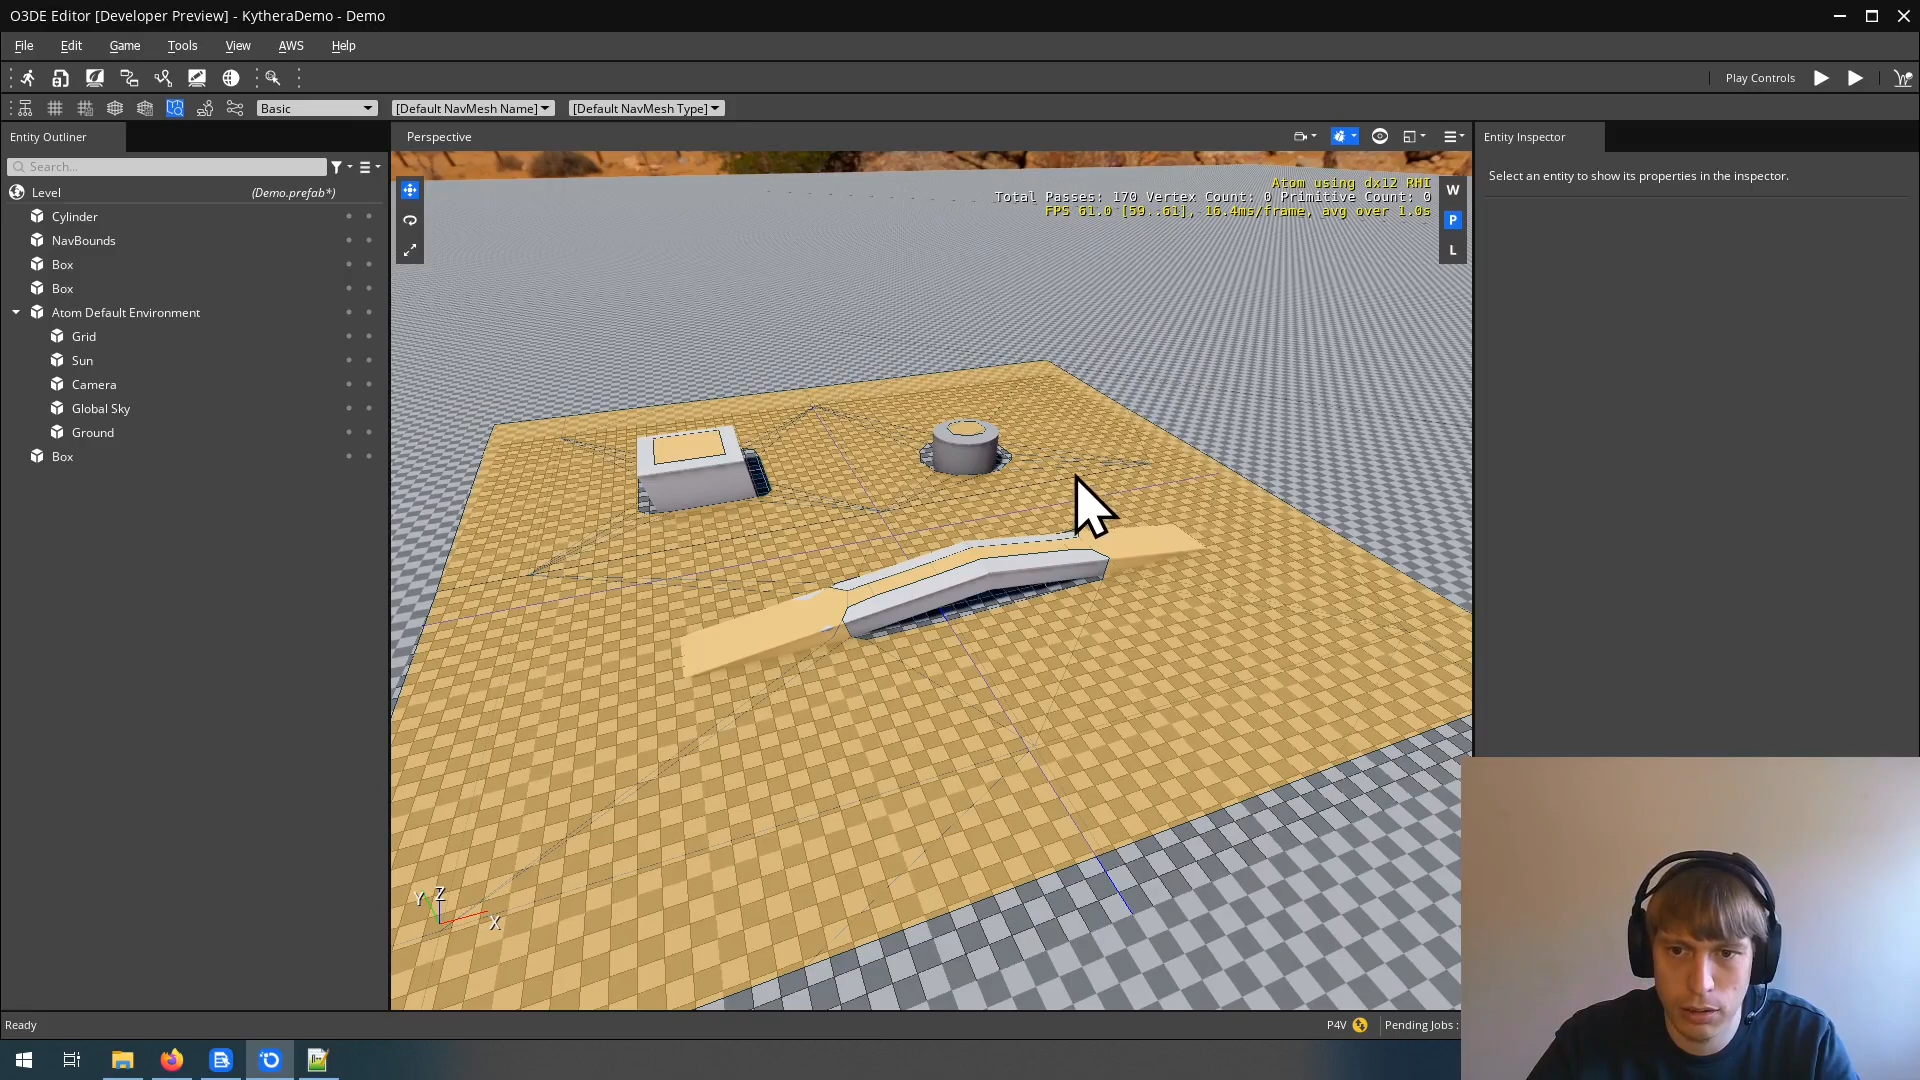 O3DE Editor [Developer Preview] - KytheraDemo - Demo
File Edit Game Tools View AWS Help
Play Controls
Basic [Default NavMesh Name] [Default NavMesh Type]
Entity Outliner
Perspective
Entity Inspector
Search...
Select an entity to show its properties in the inspector.
Level (Demo.prefab*)
Atom using dx12 RHI
Total Passes: 170 Vertex Count: 0 Primitive Count: 0
FPS 61.0 [59..61], 16.4ms/frame, avg over 1.0s
W
P
L
Cylinder
NavBounds
Box
Box
Atom Default Environment
Grid
Sun
Camera
Global Sky
Ground
Box
Y Z
X
Ready
P4V
Pending Jobs :